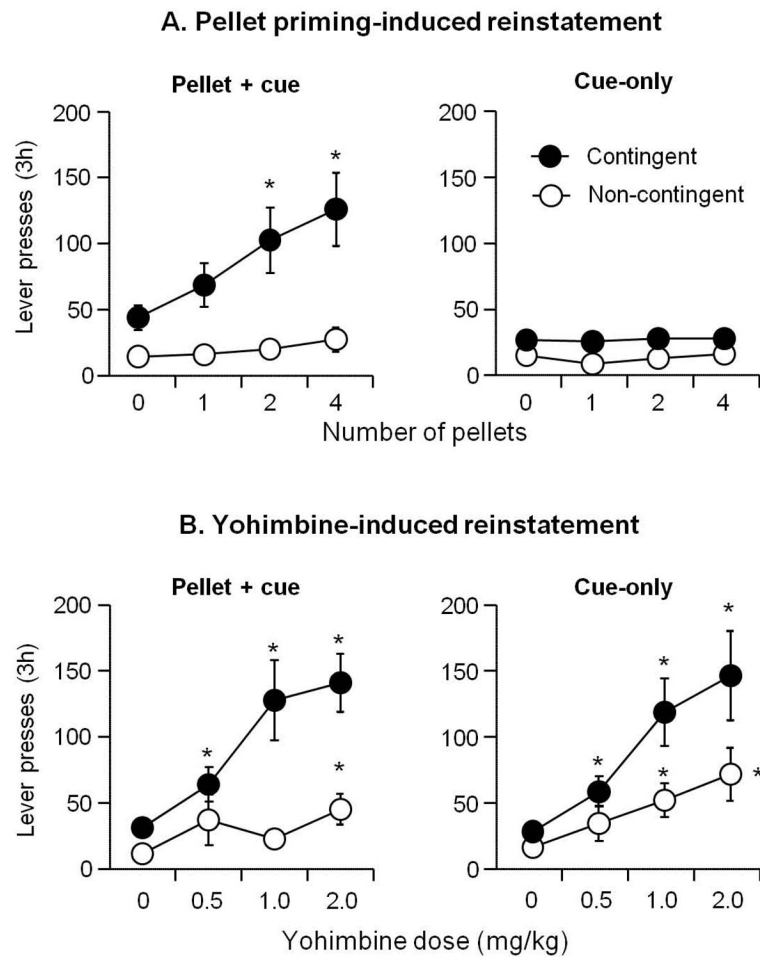 A. Pellet priming-induced reinstatement
Pellet + cue
Cue-only
Lever presses (3h)
200
150
100
50
0
* *
0 1 2 4
200
150
100
50
0
Contingent
Non-contingent
0 1 2 4
Number of pellets
B. Yohimbine-induced reinstatement
Pellet + cue
Cue-only
Lever presses (3h)
200
150
100
50
0
* * * *
0 0.5 1.0 2.0
200
150
100
50
0
* * * * *
0 0.5 1.0 2.0
Yohimbine dose (mg/kg)